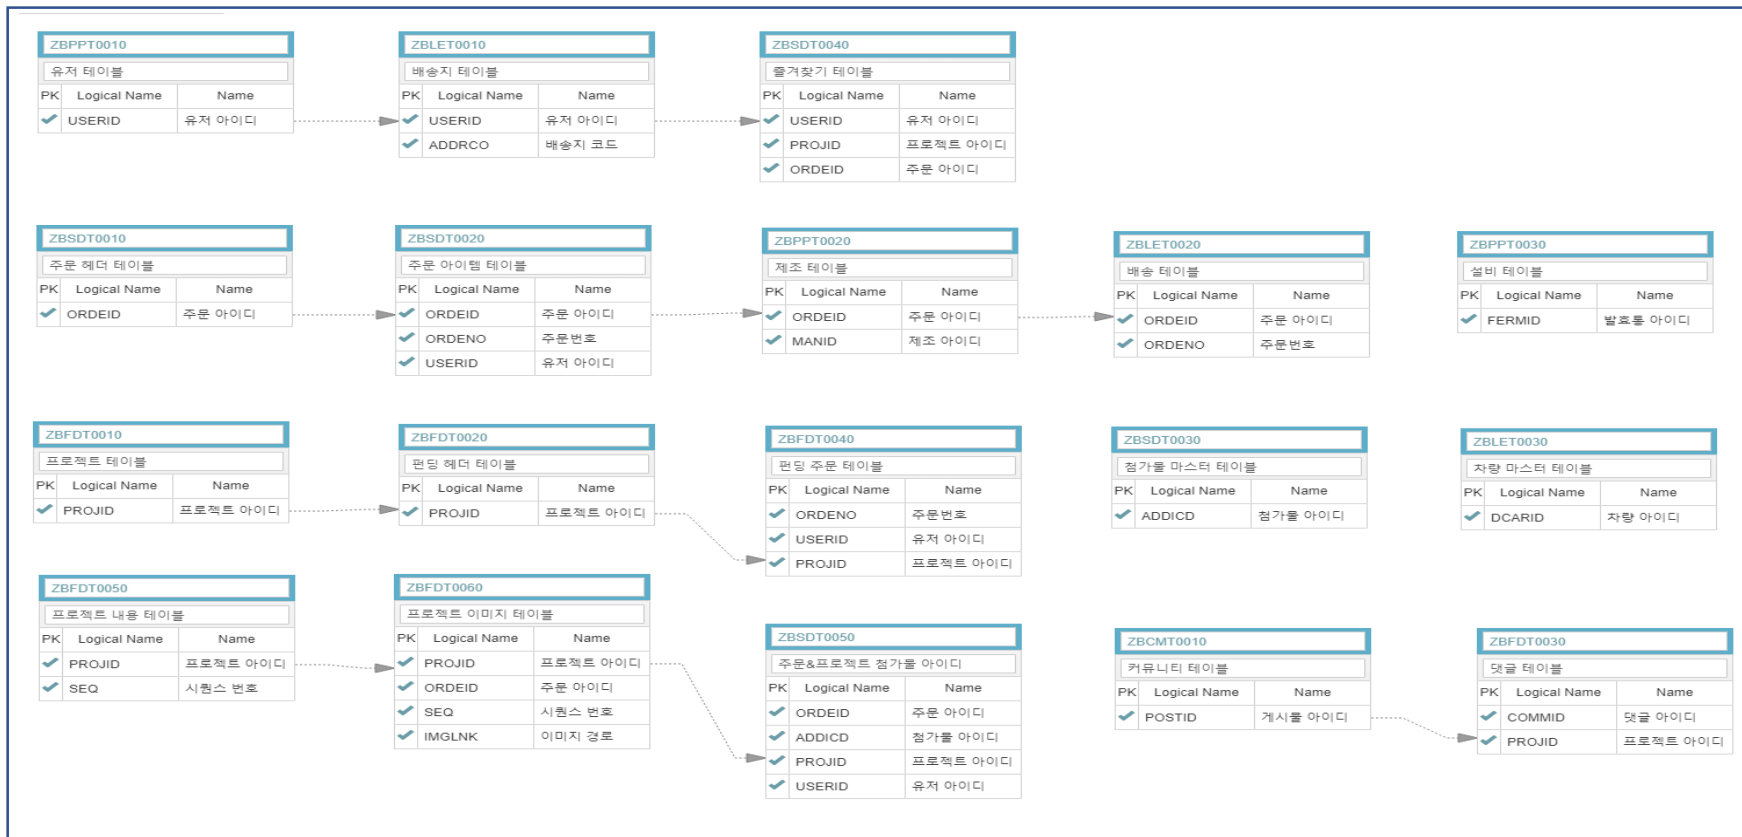 ZBPPT0010
유저 테이블
PK Logical Name Name
USERID 유저 아이디
ZBLET0010
배송지 테이블
PK Logical Name Name
USERID 유저 아이디
ADDRCO 배송지 코드
ZBSDT0040
즐겨찾기 테이블
PK Logical Name Name
USERID 유저 아이디
PROJID 프로젝트 아이디
ORDEID 주문 아이디
ZBSDT0010
주문 헤더 테이블
PK Logical Name Name
ORDEID 주문 아이디
ZBSDT0020
주문 아이템 테이블
PK Logical Name Name
ORDEID 주문 아이디
ORDENO 주문번호
USERID 유저 아이디
ZBPPT0020
제조 테이블
PK Logical Name Name
ORDEID 주문 아이디
MANID 제조 아이디
ZBLET0020
배송 테이블
PK Logical Name Name
ORDEID 주문 아이디
ORDENO 주문번호
ZBPPT0030
설비 테이블
PK Logical Name Name
FERMID 발효통 아이디
ZBFDT0010
프로젝트 테이블
PK Logical Name Name
PROJID 프로젝트 아이디
ZBFDT0020
펀딩 헤더 테이블
PK Logical Name Name
PROJID 프로젝트 아이디
ZBFDT0040
펀딩 주문 테이블
PK Logical Name Name
ORDENO 주문번호
USERID 유저 아이디
PROJID 프로젝트 아이디
ZBSDT0030
첨가물 마스터 테이블
PK Logical Name Name
ADDICD 첨가물 아이디
ZBLET0030
차량 마스터 테이블
PK Logical Name Name
DCARID 차량 아이디
ZBFDT0050
프로젝트 내용 테이블
PK Logical Name Name
PROJID 프로젝트 아이디
SEQ 시퀀스 번호
ZBFDT0060
프로젝트 이미지 테이블
PK Logical Name Name
PROJID 프로젝트 아이디
ORDEID 주문 아이디
SEQ 시퀀스 번호
IMGLNK 이미지 경로
ZBSDT0050
주문&프로젝트 첨가물 아이디
PK Logical Name Name
ORDEID 주문 아이디
ADDICD 첨가물 아이디
PROJID 프로젝트 아이디
USERID 유저 아이디
ZBCMT0010
커뮤니티 테이블
PK Logical Name Name
POSTID 게시물 아이디
ZBFDT0030
댓글 테이블
PK Logical Name Name
COMMID 댓글 아이디
PROJID 프로젝트 아이디